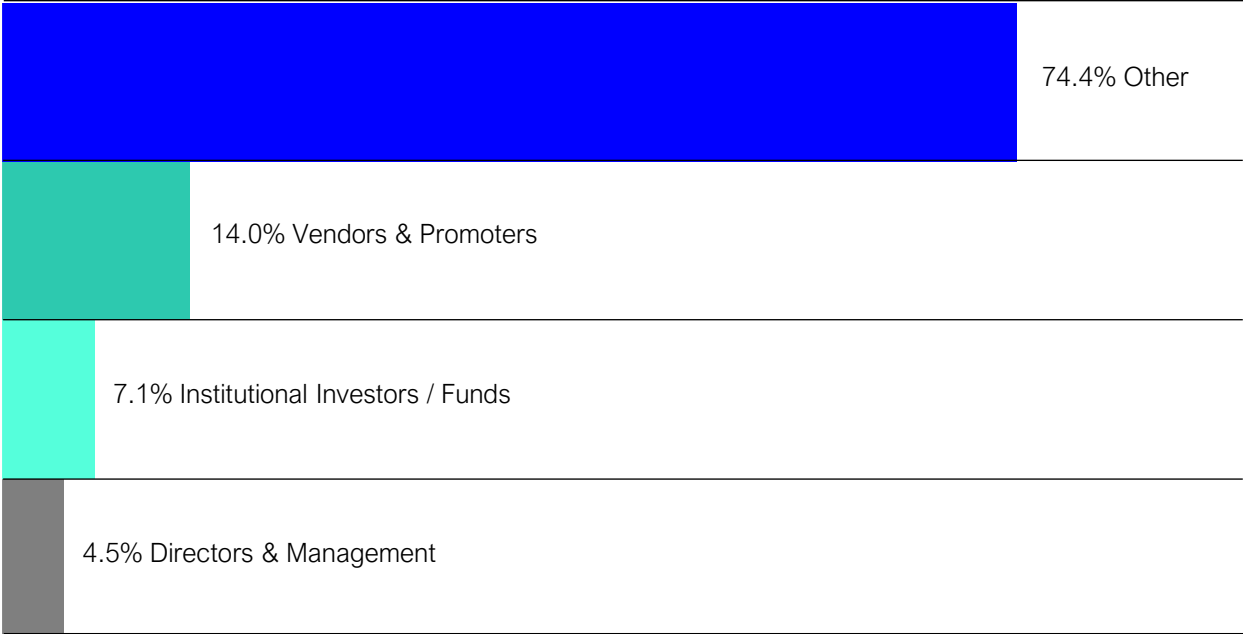 74.4% Other
14.0% Vendors & Promoters
7.1% Institutional Investors / Funds
4.5% Directors & Management